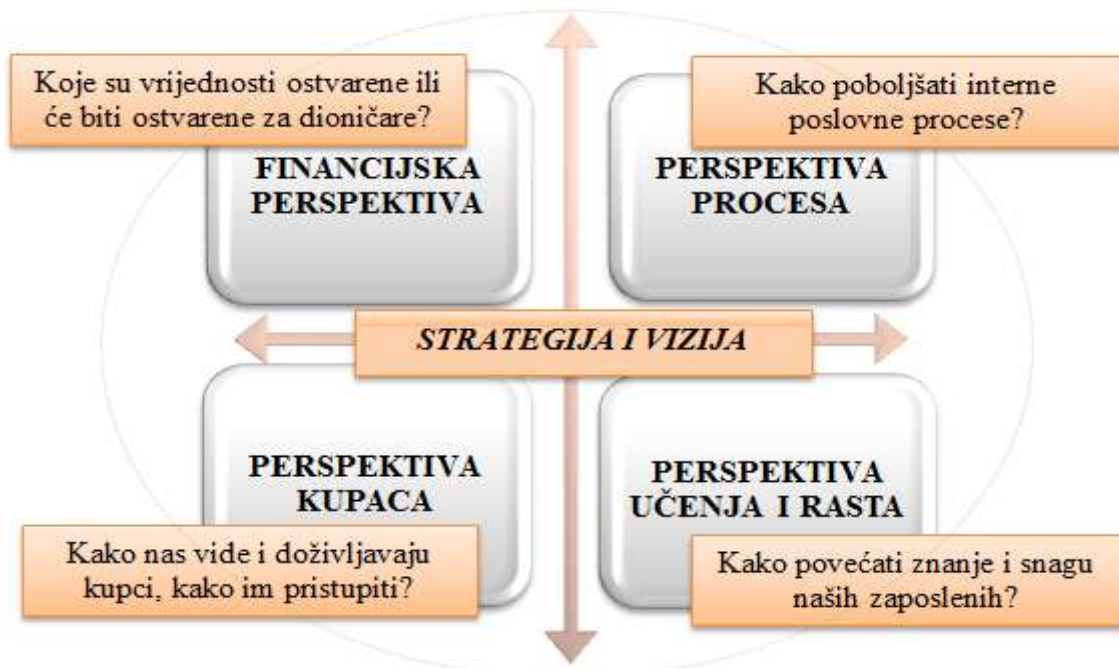 Koje su vrijednosti ostvarene ili
će biti ostvarene za dioničare?
FINANCIJSKA
PERSPEKTIVA
Kako poboljšati interne
poslovne procese?
PERSPEKTIVA
PROCESA
STRATEGIJA I VIZIJA
PERSPEKTIVA
KUPACA
Kako nas vide i doživljavaju
kupci, kako im pristupiti?
PERSPEKTIVA
UČENJA I RASTA
Kako povećati znanje i snagu
naših zaposlenih?